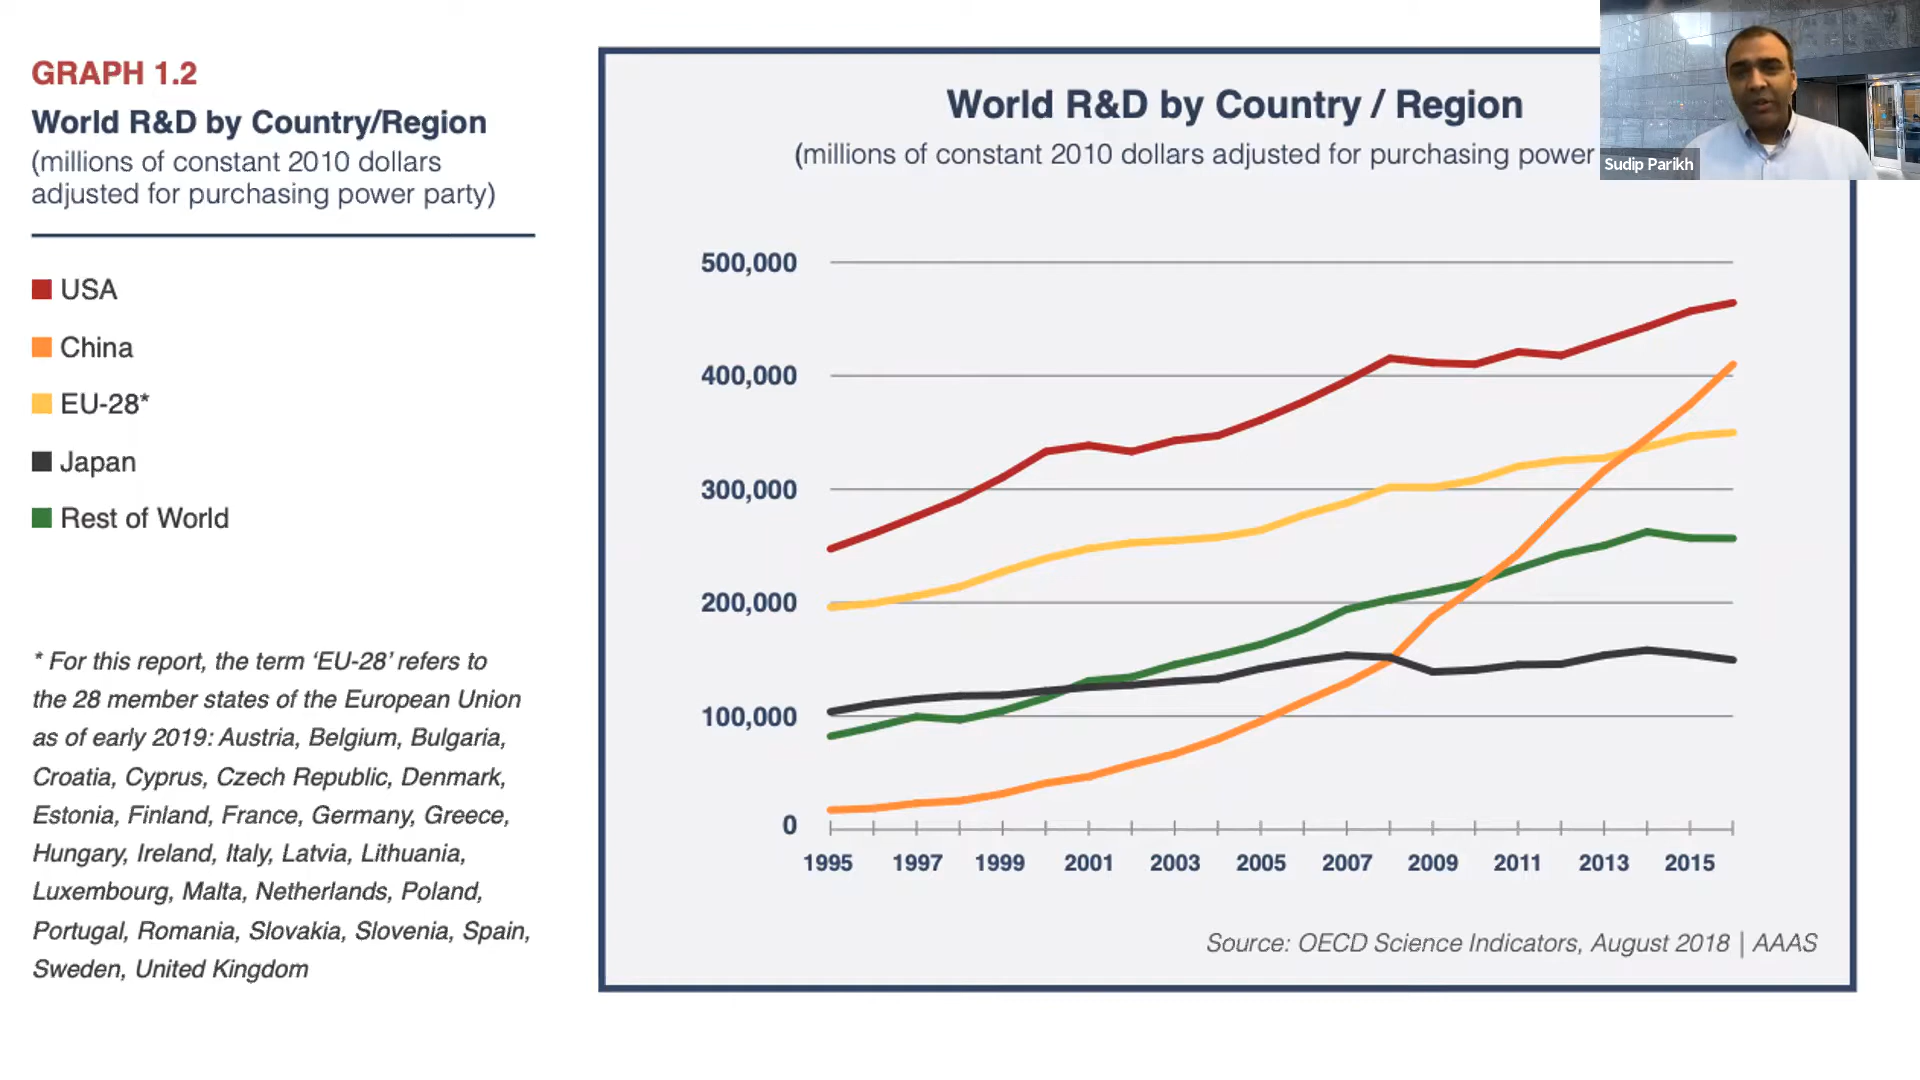 GRAPH 1.2
World R&D by Country/Region
(millions of constant 2010 dollars
adjusted for purchasing power party)
USA
China
EU-28*
Japan
Rest of World
* For this report, the term ‘EU-28’ refers to
the 28 member states of the European Union
as of early 2019: Austria, Belgium, Bulgaria,
Croatia, Cyprus, Czech Republic, Denmark,
Estonia, Finland, France, Germany, Greece,
Hungary, Ireland, Italy, Latvia, Lithuania,
Luxembourg, Malta, Netherlands, Poland,
Portugal, Romania, Slovakia, Slovenia, Spain,
Sweden, United Kingdom
World R&D by Country / Region
(millions of constant 2010 dollars adjusted for purchasing power
500,000
400,000
300,000
200,000
100,000
0
1995 1997 1999 2001 2003 2005 2007 2009 2011 2013 2015
Source: OECD Science Indicators, August 2018 | AAAS
Sudip Parikh